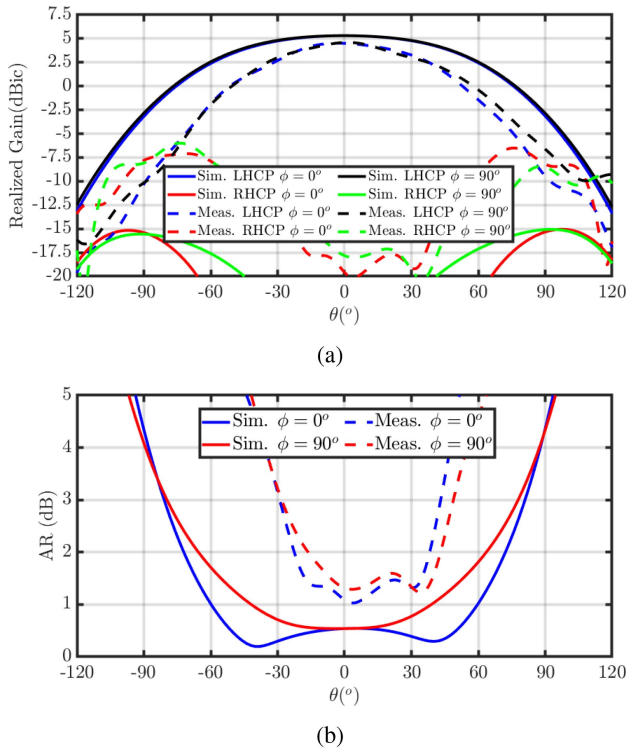 7.5
5
2.5
0
-2.5
-5
-7.5
-10
-12.5
-15
-17.5
-20
Realized Gain(dBic)
Sim. LHCP ϕ = 0° Sim. LHCP ϕ = 90°
Sim. RHCP ϕ = 0° Sim. RHCP ϕ = 90°
Meas. LHCP ϕ = 0° Meas. LHCP ϕ = 90°
Meas. RHCP ϕ = 0° Meas. RHCP ϕ = 90°
-120 -90 -60 -30 0 30 60 90 120
θ(°)
(a)
5
4
3
2
1
0
AR (dB)
Sim. ϕ = 0° Meas. ϕ = 0°
Sim. ϕ = 90° Meas. ϕ = 90°
-120 -90 -60 -30 0 30 60 90 120
θ(°)
(b)